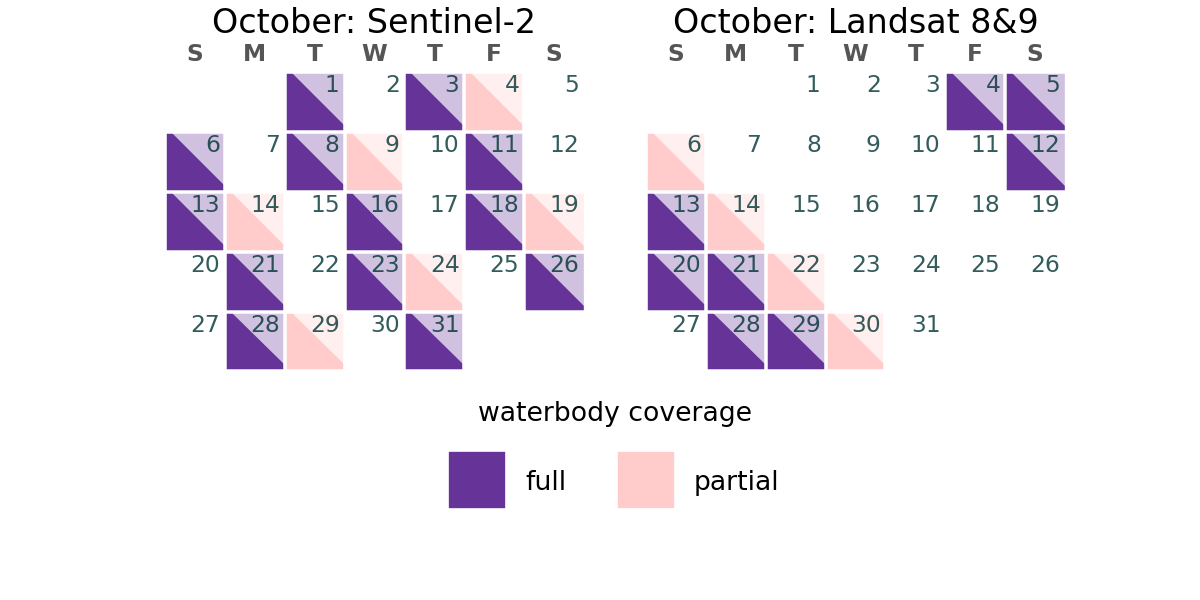 October: Sentinel-2
S M T W T F S
1 2 3 4 5
6 7 8 9 10 11 12
13 14 15 16 17 18 19
20 21 22 23 24 25 26
27 28 29 30 31
October: Landsat 8&9
S M T W T F S
1 2 3 4 5
6 7 8 9 10 11 12
13 14 15 16 17 18 19
20 21 22 23 24 25 26
27 28 29 30 31
waterbody coverage
full partial